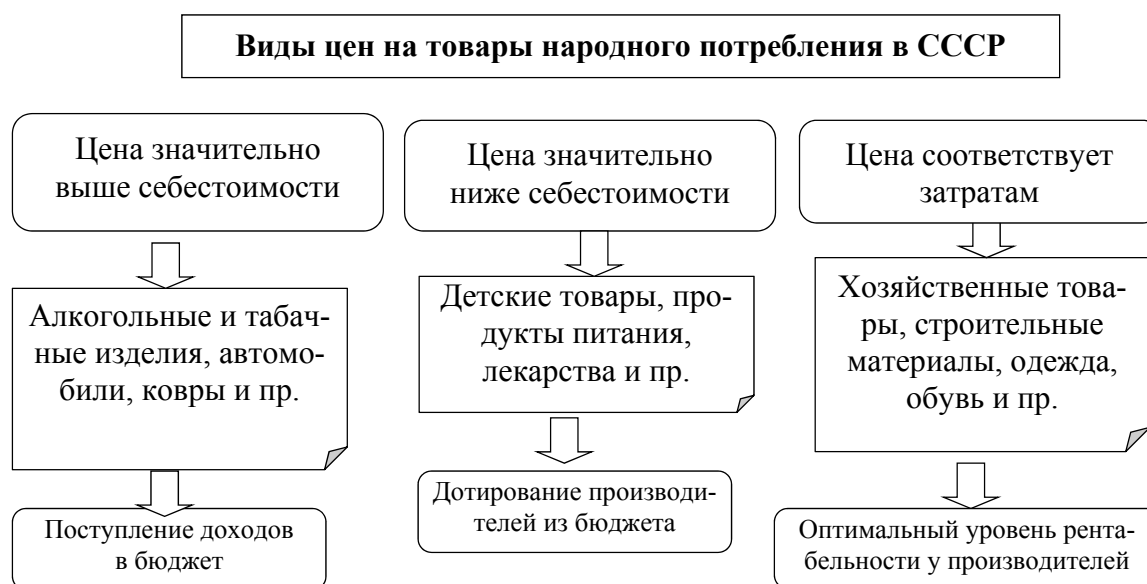 Виды цен на товары народного потребления в СССР
Цена значительно
выше себестоимости
Алкогольные и табач-
ные изделия, автомо-
били, ковры и пр.
Поступление доходов
в бюджет
Цена значительно
ниже себестоимости
Детские товары, про-
дукты питания,
лекарства и пр.
Дотирование производи-
телей из бюджета
Цена соответствует
затратам
Хозяйственные това-
ры, строительные
материалы, одежда,
обувь и пр.
Оптимальный уровень рента-
бельности у производителей